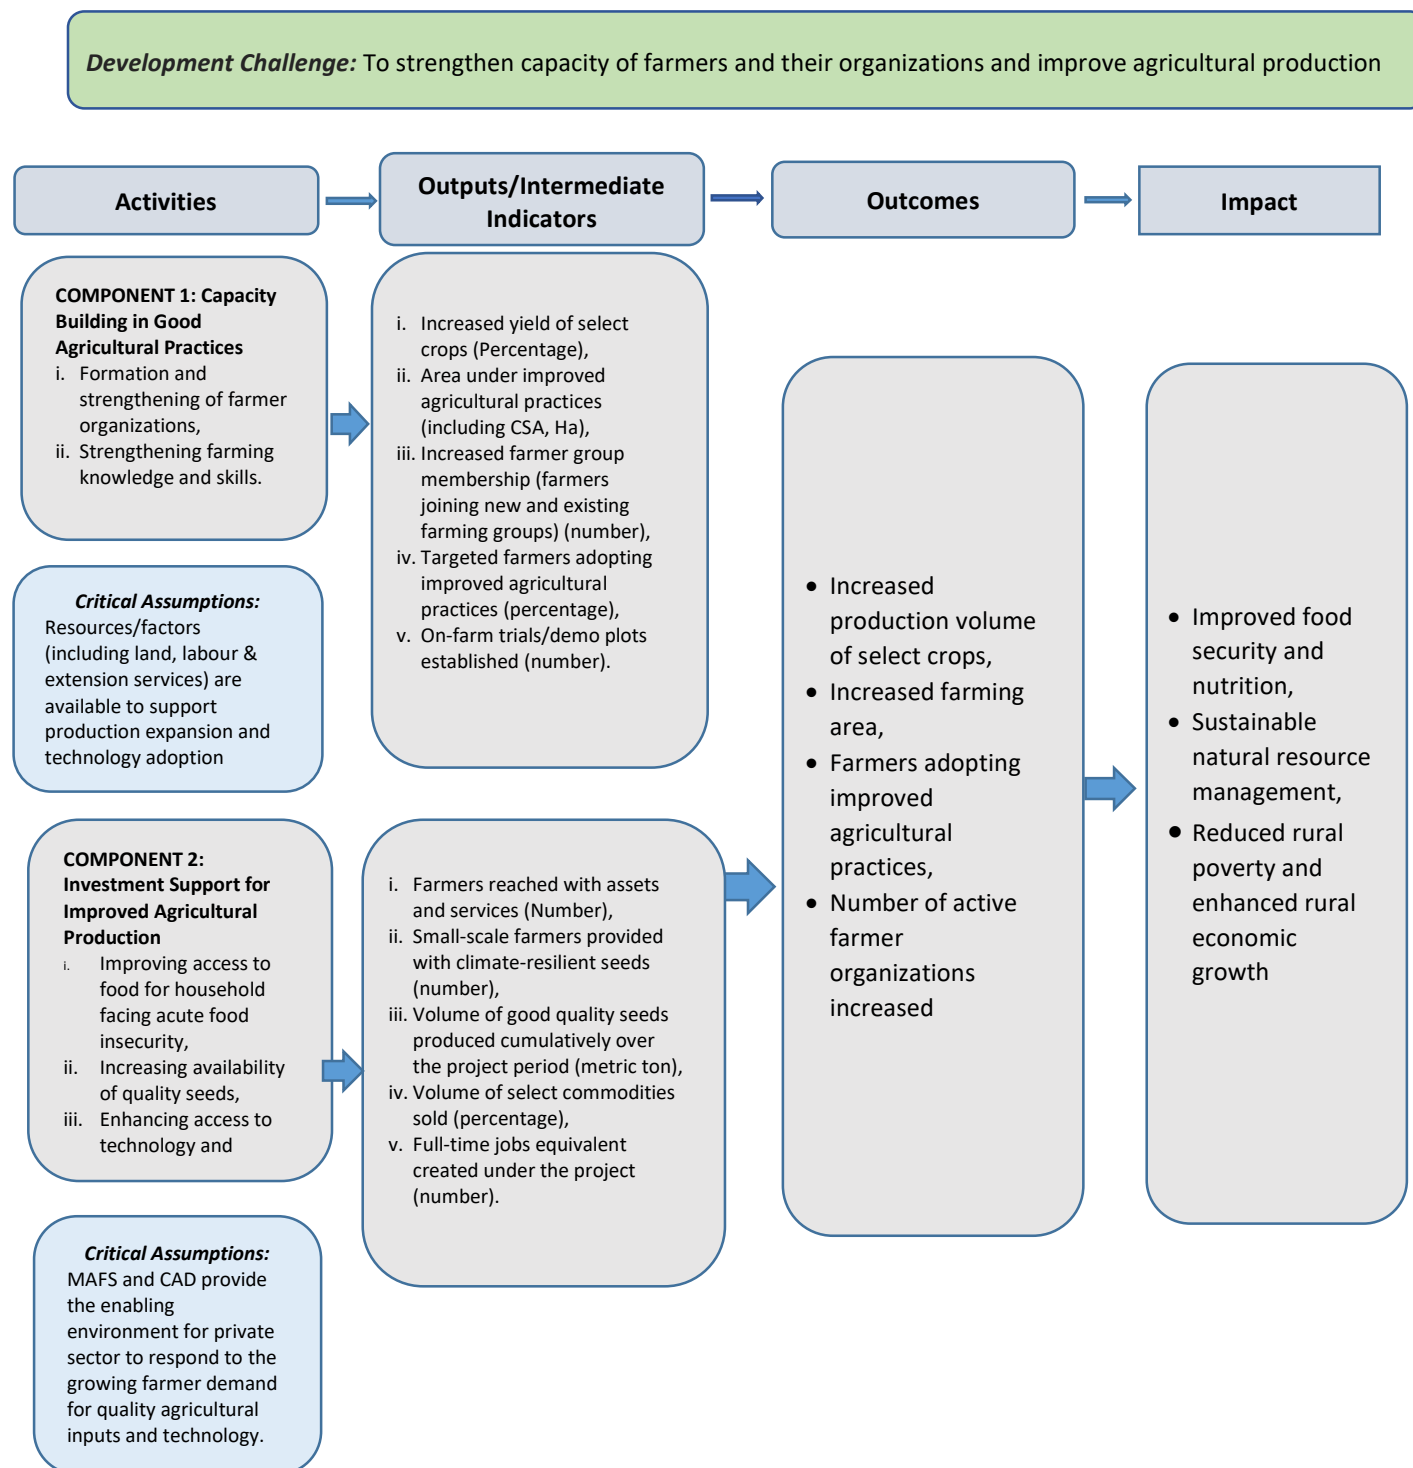 Development Challenge: To strengthen capacity of farmers and their organizations and improve agricultural production
Activities
Outputs/Intermediate
Indicators
Outcomes
Impact
COMPONENT 1: Capacity
Building in Good
Agricultural Practices
i. Formation and
strengthening of farmer
organizations,
ii. Strengthening farming
knowledge and skills.
Critical Assumptions:
Resources/factors
(including land, labour &
extension services) are
available to support
production expansion and
technology adoption
COMPONENT 2:
Investment Support for
Improved Agricultural
Production
i. Improving access to
food for household
facing acute food
insecurity,
ii. Increasing availability
of quality seeds,
iii. Enhancing access to
technology and
Critical Assumptions:
MAFS and CAD provide
the enabling
environment for private
sector to respond to the
growing farmer demand
for quality agricultural
inputs and technology.
i. Increased yield of select
crops (Percentage),
ii. Area under improved
agricultural practices
(including CSA, Ha),
iii. Increased farmer group
membership (farmers
joining new and existing
farming groups) (number),
iv. Targeted farmers adopting
improved agricultural
practices (percentage),
v. On-farm trials/demo plots
established (number).
i. Farmers reached with assets
and services (Number),
ii. Small-scale farmers provided
with climate-resilient seeds
(number),
iii. Volume of good quality seeds
produced cumulatively over
the project period (metric ton),
iv. Volume of select commodities
sold (percentage),
v. Full-time jobs equivalent
created under the project
(number).
• Increased
production volume
of select crops,
• Increased farming
area,
• Farmers adopting
improved
agricultural
practices,
• Number of active
farmer
organizations
increased
• Improved food
security and
nutrition,
• Sustainable
natural resource
management,
• Reduced rural
poverty and
enhanced rural
economic
growth